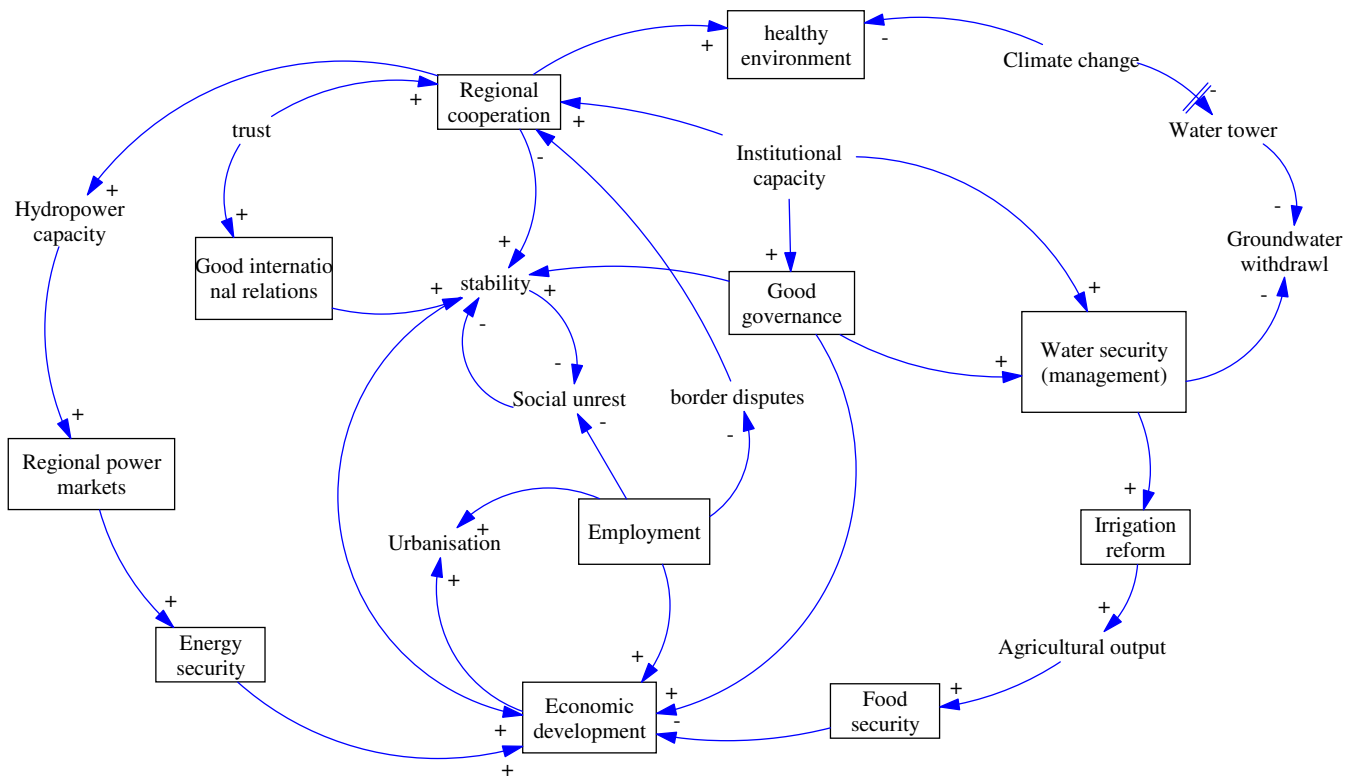 healthy
environment
Climate change
Regional
cooperation
trust
Water tower
Institutional
capacity
Hydropower
capacity
Good internatio
nal relations
Groundwater
withdrawl
stability
Good
governance
Water security
(management)
Social unrest
border disputes
Regional power
markets
Employment
Urbanisation
Irrigation
reform
Energy
security
Agricultural output
Economic
development
Food
security
+
-
-
+
+
-
+
+
+
-
+
+
+
+
+
-
+
-
-
+
-
-
+
-
+
+
+
+
+
+
+
+
-
+
+